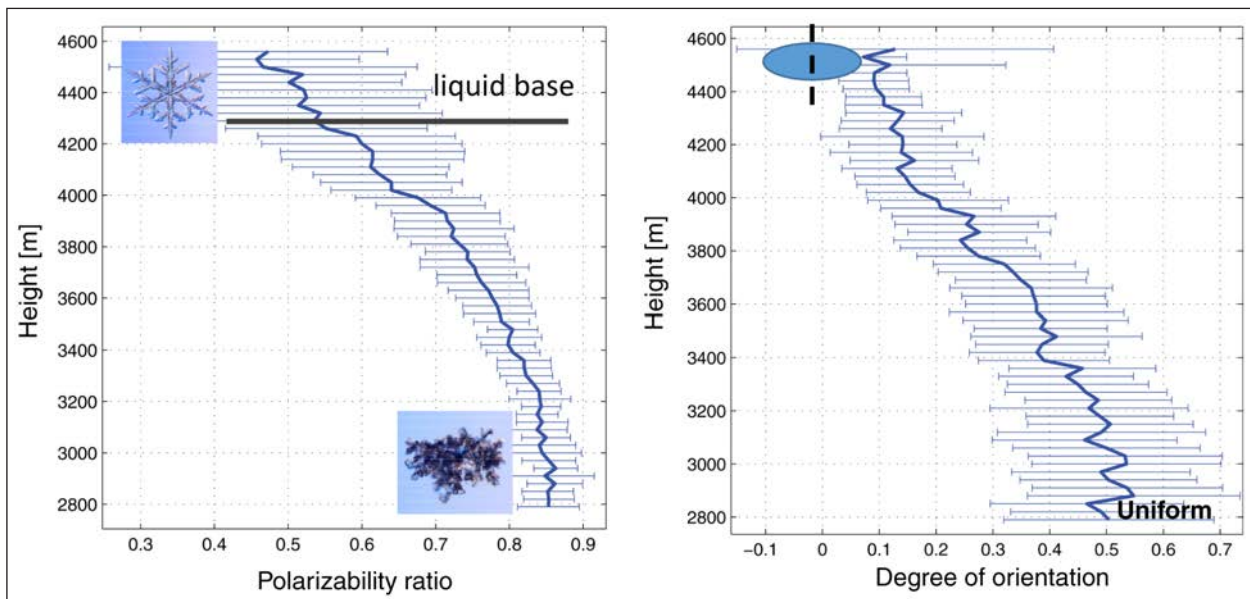 4600
4400
4200
4000
3800
3600
3400
3200
3000
2800
Height [m]
liquid base
0.3 0.4 0.5 0.6 0.7 0.8 0.9
Polarizability ratio
4600
4400
4200
4000
3800
3600
3400
3200
3000
2800
Height [m]
Uniform
-0.1 0 0.1 0.2 0.3 0.4 0.5 0.6 0.7
Degree of orientation